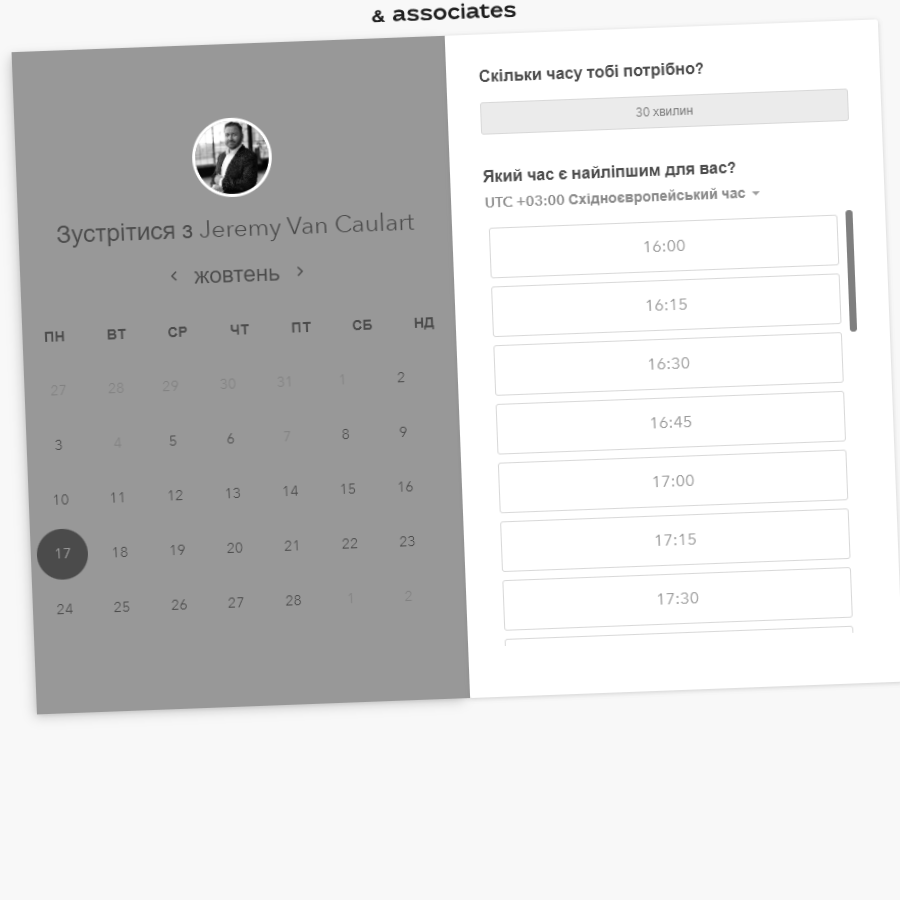 & associates
Зустрітися з Jeremy Van Caulart
‹ жовтень ›
ПН ВТ СР ЧТ ПТ СБ НД
27 28 29 30 31 1 2
3 4 5 6 7 8 9
10 11 12 13 14 15 16
17 18 19 20 21 22 23
24 25 26 27 28 1 2
Скільки часу тобі потрібно?
30 хвилин
Який час є найліпшим для вас?
UTC +03:00 Східноєвропейський час
16:00
16:15
16:30
16:45
17:00
17:15
17:30